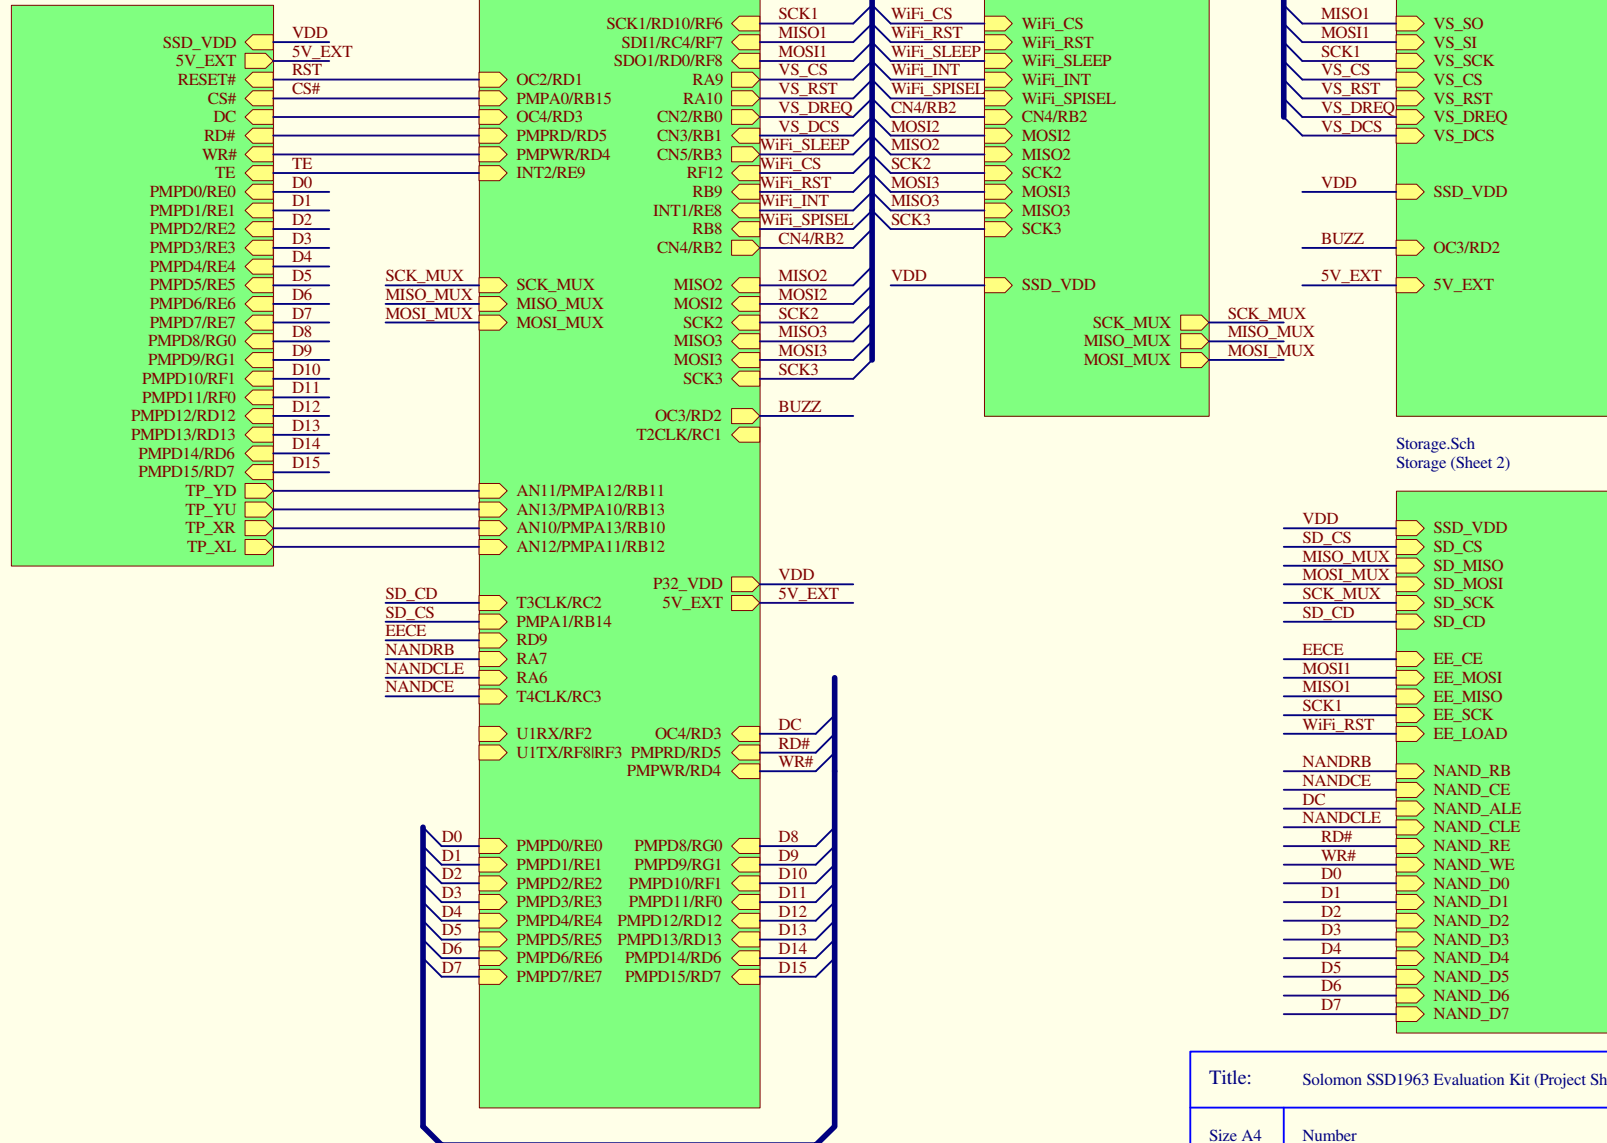 SSD_VDD
5V_EXT
RESET#
CS#
DC
RD#
WR#
TE
PMPD0/RE0
PMPD1/RE1
PMPD2/RE2
PMPD3/RE3
PMPD4/RE4
PMPD5/RE5
PMPD6/RE6
PMPD7/RE7
PMPD8/RG0
PMPD9/RG1
PMPD10/RF1
PMPD11/RF0
PMPD12/RD12
PMPD13/RD13
PMPD14/RD6
PMPD15/RD7
TP_YD
TP_YU
TP_XR
TP_XL
VDD
5V_EXT
RST
CS#
TE
D0
D1
D2
D3
D4
D5
D6
D7
D8
D9
D10
D11
D12
D13
D14
D15
SCK_MUX
MISO_MUX
MOSI_MUX
SD_CD
SD_CS
EECE
NANDRB
NANDCLE
NANDCE
D0
D1
D2
D3
D4
D5
D6
D7
OC2/RD1
PMPA0/RB15
OC4/RD3
PMPRD/RD5
PMPWR/RD4
INT2/RE9
SCK_MUX
MISO_MUX
MOSI_MUX
AN11/PMPA12/RB11
AN13/PMPA10/RB13
AN10/PMPA13/RB10
AN12/PMPA11/RB12
T3CLK/RC2
PMPA1/RB14
RD9
RA7
RA6
T4CLK/RC3
U1RX/RF2
U1TX/RF8|RF3
PMPD0/RE0
PMPD1/RE1
PMPD2/RE2
PMPD3/RE3
PMPD4/RE4
PMPD5/RE5
PMPD6/RE6
PMPD7/RE7
SCK1/RD10/RF6
SDI1/RC4/RF7
SDO1/RD0/RF8
RA9
RA10
CN2/RB0
CN3/RB1
CN5/RB3
RF12
RB9
INT1/RE8
RB8
CN4/RB2
MISO2
MOSI2
SCK2
MISO3
MOSI3
SCK3
OC3/RD2
T2CLK/RC1
P32_VDD
5V_EXT
OC4/RD3
PMPRD/RD5
PMPWR/RD4
PMPD8/RG0
PMPD9/RG1
PMPD10/RF1
PMPD11/RF0
PMPD12/RD12
PMPD13/RD13
PMPD14/RD6
PMPD15/RD7
SCK1
MISO1
MOSI1
VS_CS
VS_RST
VS_DREQ
VS_DCS
WiFi_SLEEP
WiFi_CS
WiFi_RST
WiFi_INT
WiFi_SPISEL
CN4/RB2
MISO2
MOSI2
SCK2
MISO3
MOSI3
SCK3
BUZZ
VDD
5V_EXT
DC
RD#
WR#
D8
D9
D10
D11
D12
D13
D14
D15
WiFi_CS
WiFi_RST
WiFi_SLEEP
WiFi_INT
WiFi_SPISEL
CN4/RB2
MOSI2
MISO2
SCK2
MOSI3
MISO3
SCK3
VDD
WiFi_CS
WiFi_RST
WiFi_SLEEP
WiFi_INT
WiFi_SPISEL
CN4/RB2
MOSI2
MISO2
SCK2
MOSI3
MISO3
SCK3
SSD_VDD
SCK_MUX
MISO_MUX
MOSI_MUX
SCK_MUX
MISO_MUX
MOSI_MUX
MISO1
MOSI1
SCK1
VS_CS
VS_RST
VS_DREQ
VS_DCS
VDD
BUZZ
5V_EXT
VS_SO
VS_SI
VS_SCK
VS_CS
VS_RST
VS_DREQ
VS_DCS
SSD_VDD
OC3/RD2
5V_EXT
Storage.Sch
Storage (Sheet 2)
VDD
SD_CS
MISO_MUX
MOSI_MUX
SCK_MUX
SD_CD
EECE
MOSI1
MISO1
SCK1
WiFi_RST
NANDRB
NANDCE
DC
NANDCLE
RD#
WR#
D0
D1
D2
D3
D4
D5
D6
D7
SSD_VDD
SD_CS
SD_MISO
SD_MOSI
SD_SCK
SD_CD
EE_CE
EE_MOSI
EE_MISO
EE_SCK
EE_LOAD
NAND_RB
NAND_CE
NAND_ALE
NAND_CLE
NAND_RE
NAND_WE
NAND_D0
NAND_D1
NAND_D2
NAND_D3
NAND_D4
NAND_D5
NAND_D6
NAND_D7
Title: Solomon SSD1963 Evaluation Kit (Project Sh
Size A4 Number